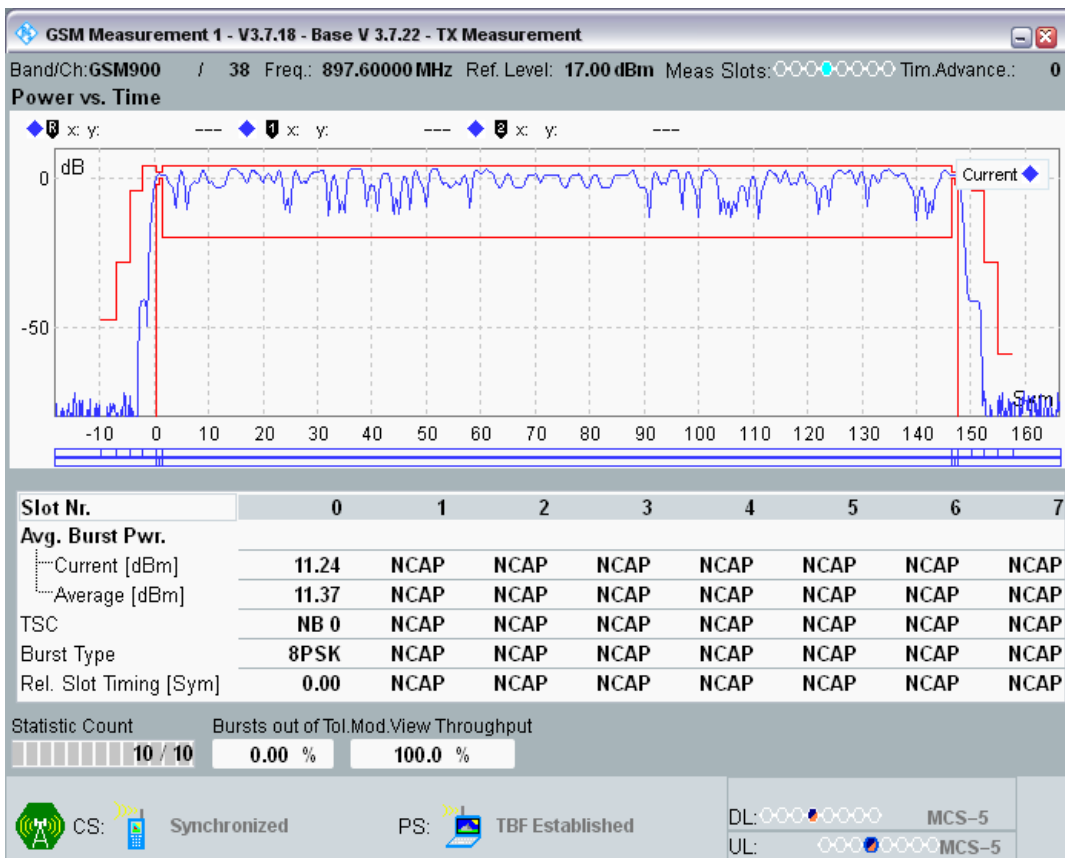 GSM Measurement 1 - V3.7.18 - Base V 3.7.22 - TX Measurement
Band/Ch:GSM900 / 38 Freq.: 897.60000 MHz Ref. Level: 17.00 dBm Meas Slots: Tim.Advance.: 0
Power vs. Time
R x: y: --- 1 x: y: --- 2 x: y: ---
dB
0
Current
-50
Sym
-10 0 10 20 30 40 50 60 70 80 90 100 110 120 130 140 150 160
Slot Nr. 0 1 2 3 4 5 6 7
Avg. Burst Pwr.
Current [dBm] 11.24 NCAP NCAP NCAP NCAP NCAP NCAP NCAP
Average [dBm] 11.37 NCAP NCAP NCAP NCAP NCAP NCAP NCAP
TSC NB 0 NCAP NCAP NCAP NCAP NCAP NCAP NCAP
Burst Type 8PSK NCAP NCAP NCAP NCAP NCAP NCAP NCAP
Rel. Slot Timing [Sym] 0.00 NCAP NCAP NCAP NCAP NCAP NCAP NCAP
Statistic Count Bursts out of Tol.Mod.View Throughput
10 / 10 0.00 % 100.0 %
CS: Synchronized PS: TBF Established
DL: MCS-5
UL: MCS-5